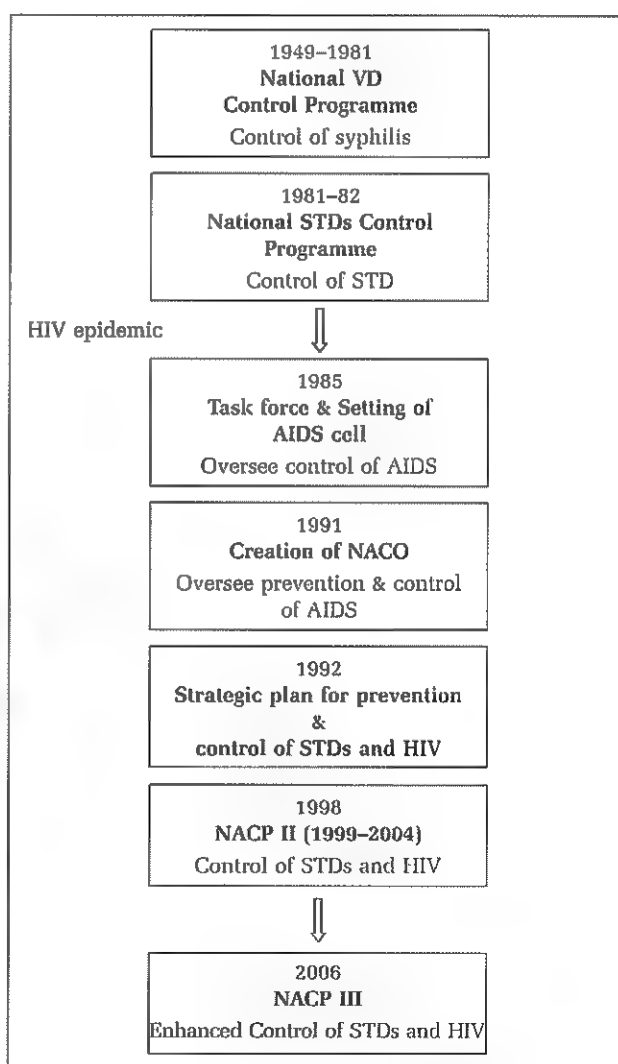 1949–1981
National VD
Control Programme
Control of syphilis
1981–82
National STDs Control
Programme
Control of STD
HIV epidemic
1985
Task force & Setting of
AIDS cell
Oversee control of AIDS
1991
Creation of NACO
Oversee prevention & control
of AIDS
1992
Strategic plan for prevention
&
control of STDs and HIV
1998
NACP II (1999–2004)
Control of STDs and HIV
2006
NACP III
Enhanced Control of STDs and HIV